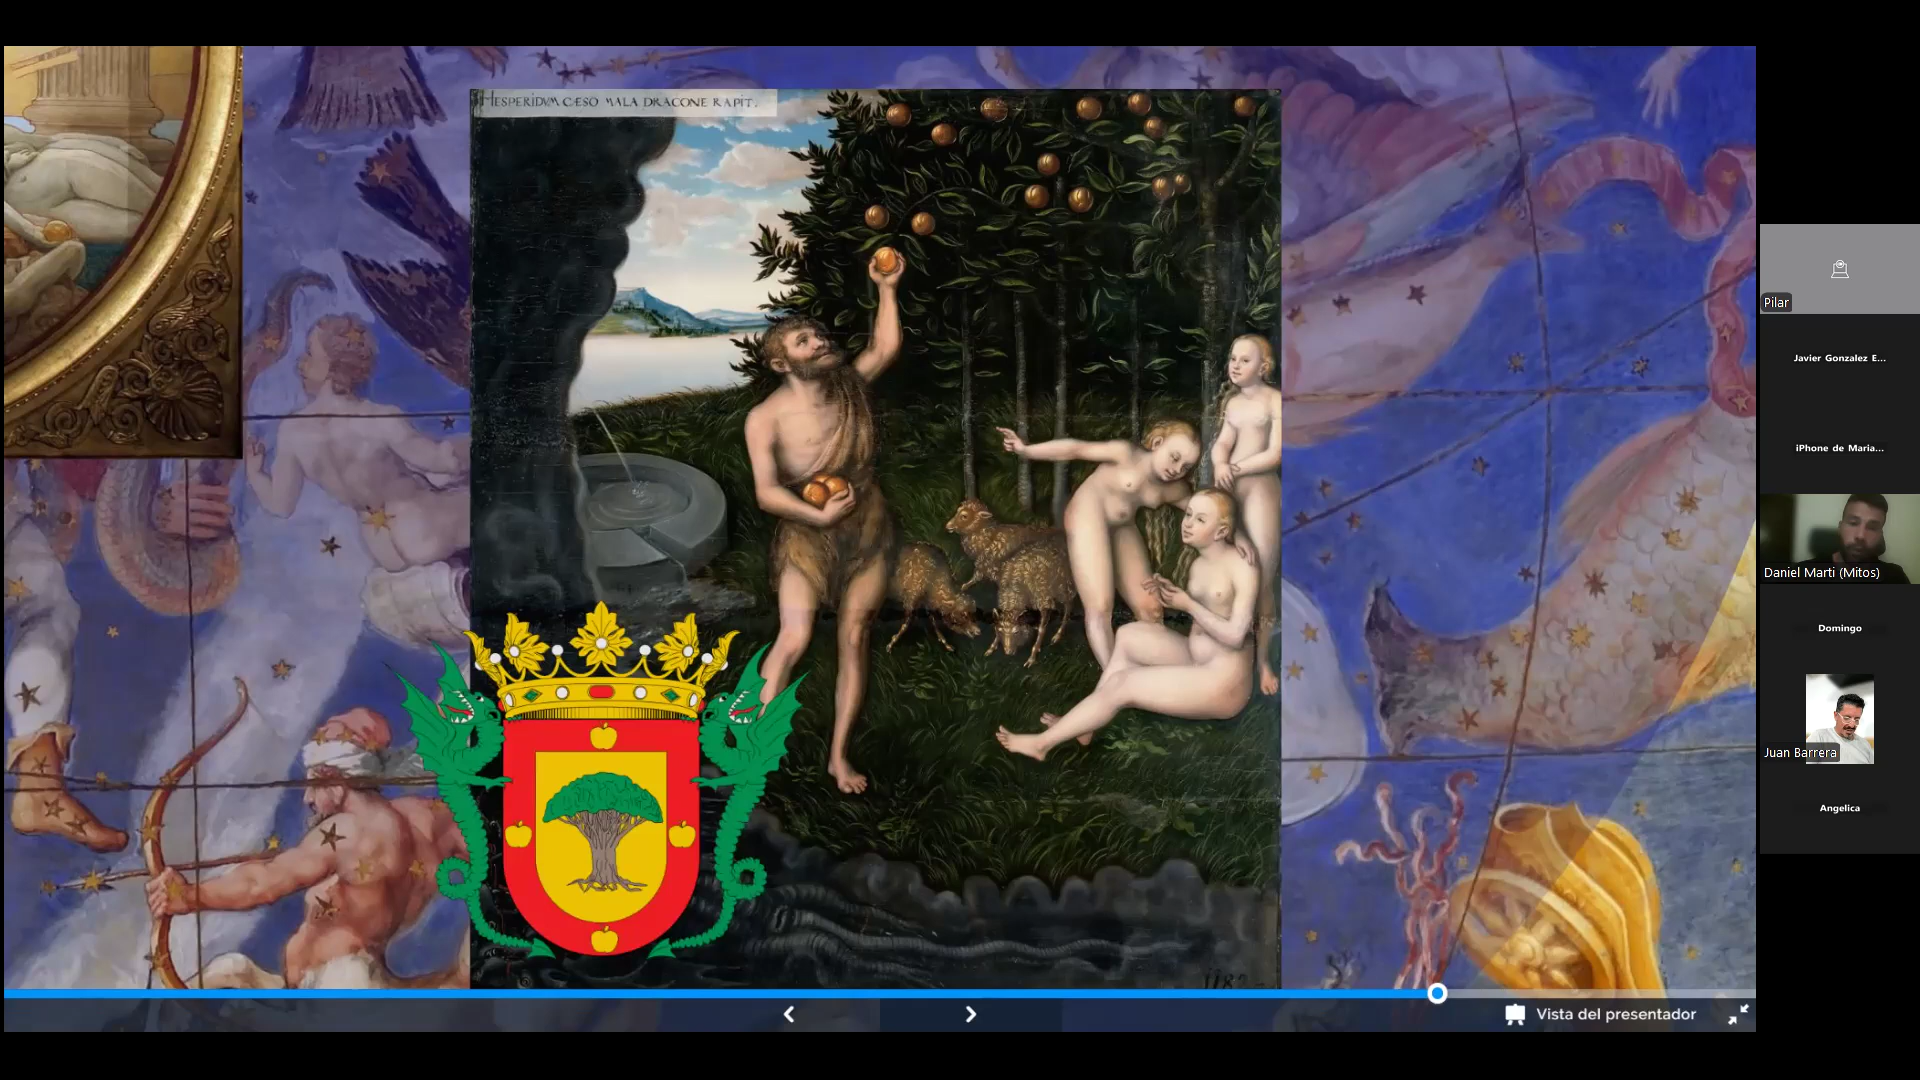 HESPERIDVM CÆSO MALA DRACONE RAPIT.
Pilar
Javier Gonzalez E...
iPhone de Maria...
Daniel Marti (Mitos)
Domingo
Juan Barrera
Angelica
Vista del presentador